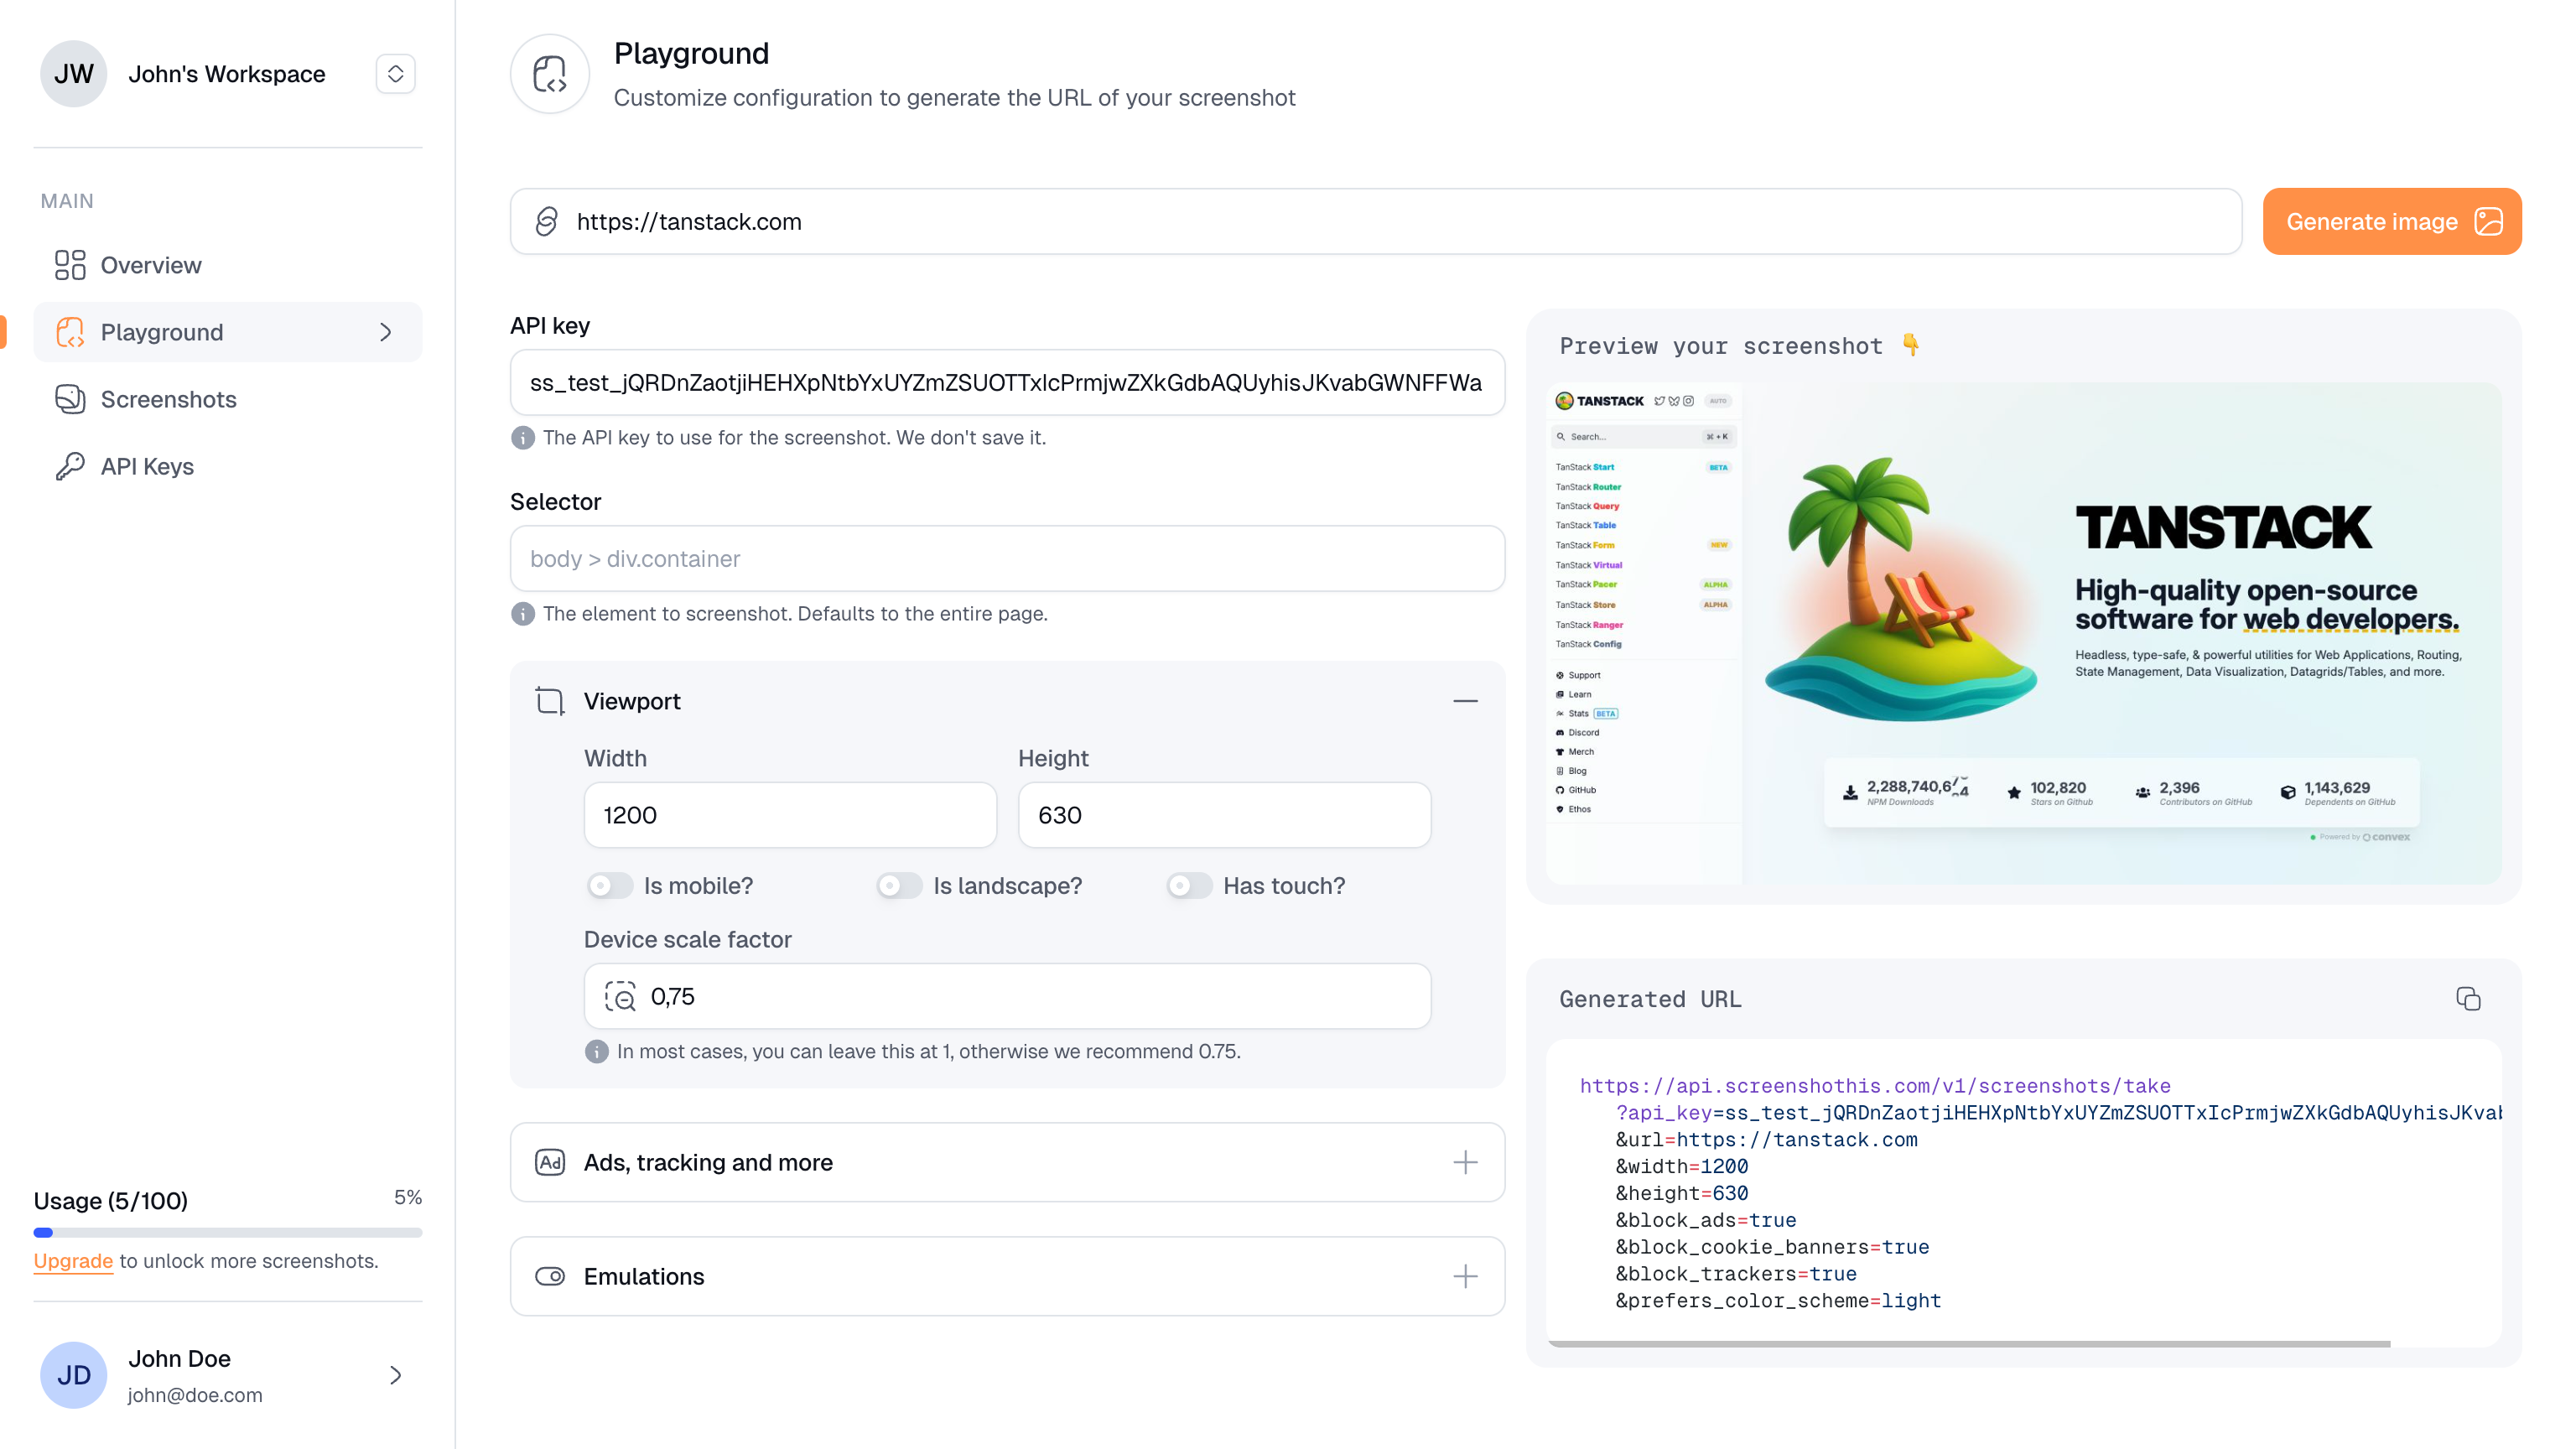 JW
John's Workspace
MAIN
Overview
Playground
Screenshots
API Keys
Usage (5/100)
5%
Upgrade to unlock more screenshots.
JD
John Doe
john@doe.com
Playground
Customize configuration to generate the URL of your screenshot
https://tanstack.com
Generate image
API key
ss_test_jQRDnZaotjiHEHXpNtbYxUYZmZSUOTTxIcPrmjwZXkGdbAQUyhisJKvabGWNFFWa
The API key to use for the screenshot. We don't save it.
Selector
body > div.container
The element to screenshot. Defaults to the entire page.
Viewport
Width
Height
1200
630
Is mobile?
Is landscape?
Has touch?
Device scale factor
0,75
In most cases, you can leave this at 1, otherwise we recommend 0.75.
Ad
Ads, tracking and more
Emulations
Preview your screenshot 👇
TANSTACK
AUTO
Search...
⌘ + K
TanStack Start
BETA
TanStack Router
TanStack Query
TanStack Table
TanStack Form
NEW
TanStack Virtual
TanStack Pacer
ALPHA
TanStack Store
ALPHA
TanStack Ranger
TanStack Config
Support
Learn
Stats
BETA
Discord
Merch
Blog
GitHub
Ethos
TANSTACK
High-quality open-source
software for web developers.
Headless, type-safe, & powerful utilities for Web Applications, Routing,
State Management, Data Visualization, Datagrids/Tables, and more.
NPM Downloads
102,820
Stars on Github
2,396
Contributors on GitHub
1,143,629
Dependents on GitHub
Powered by convex
Generated URL
https://api.screenshothis.com/v1/screenshots/take
?api_key=ss_test_jQRDnZaotjiHEHXpNtbYxUYZmZSUOTTxIcPrmjwZXkGdbAQUyhisJKvab
&url=https://tanstack.com
&width=1200
&height=630
&block_ads=true
&block_cookie_banners=true
&block_trackers=true
&prefers_color_scheme=light